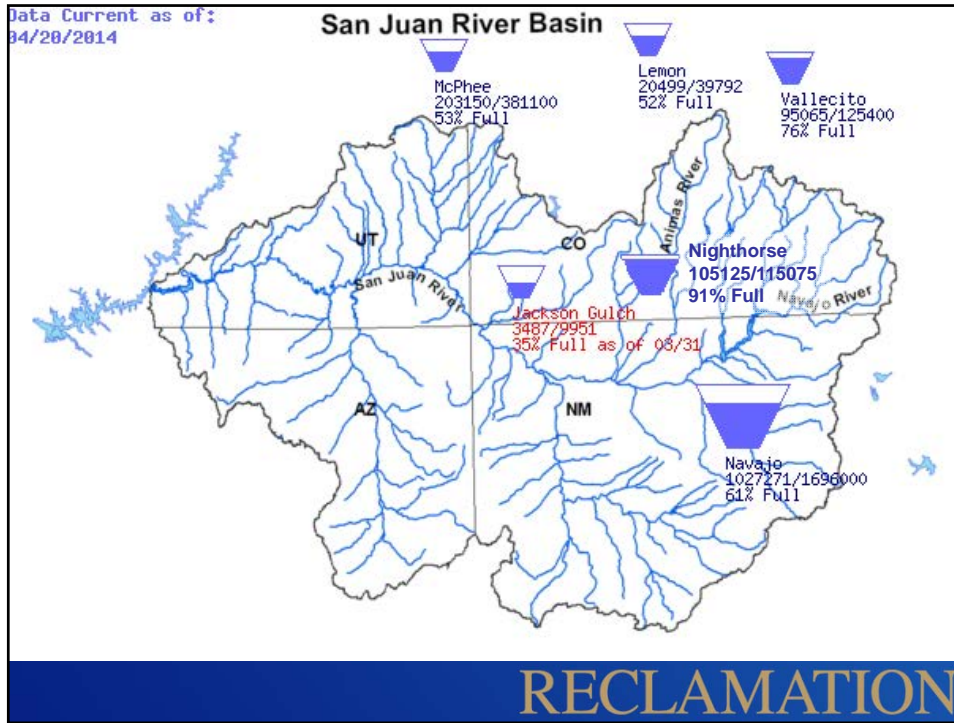 Data Current as of:
04/20/2014
San Juan River Basin
McPhee
203150/381100
53% Full
Lemon
20499/39792
52% Full
Vallecito
95065/125400
76% Full
Animas River
UT
CO
San Juan River
Nighthorse
105125/115075
91% Full
Navajo River
Jackson Gulch
3487/9951
35% Full as of 03/31
AZ
NM
Navajo
1027271/1696000
61% Full
RECLAMATION